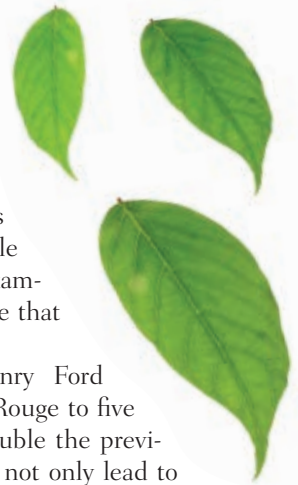 s
le
am-
e that
nry Ford
Rouge to five
uble the previ-
not only lead to